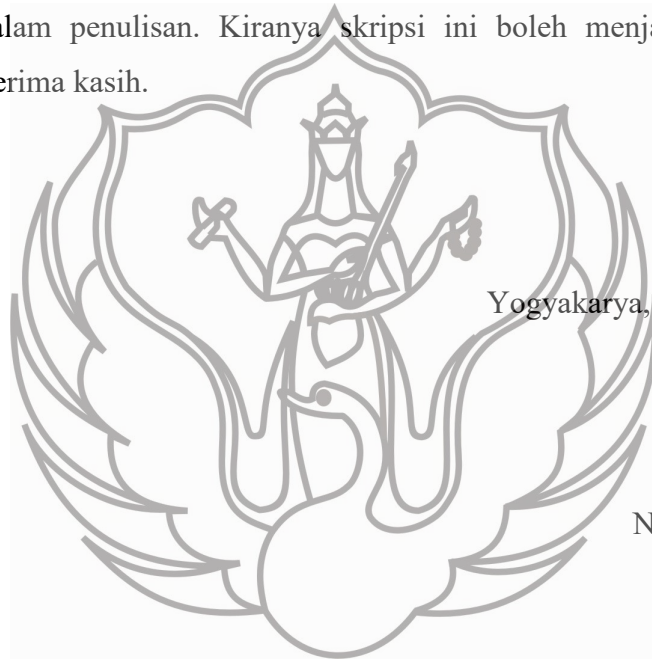 alam penulisan. Kiranya skripsi ini boleh menja
erima kasih.
Yogyakarya,
N